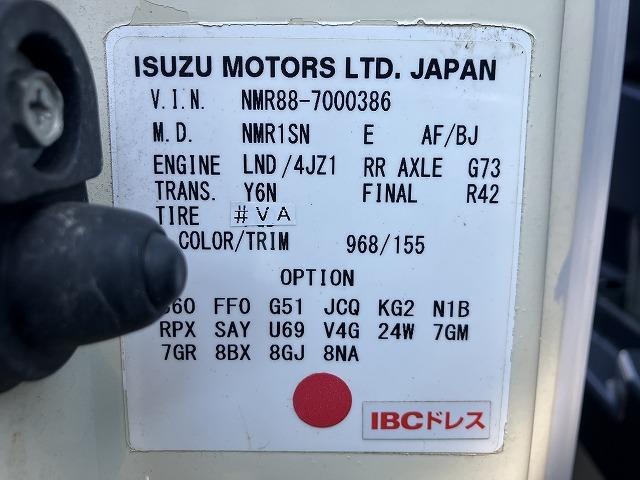 ISUZU MOTORS LTD. JAPAN
V.I.N. NMR88-7000386
M.D. NMR1SN E AF/BJ
ENGINE LND/4JZ1 RR AXLE G73
TRANS. Y6N FINAL R42
TIRE #VA
COLOR/TRIM 968/155
OPTION
FF0 G51 JCQ KG2 N1B
RPX SAY U69 V4G 24W 7GM
7GR 8BX 8GJ 8NA
IBCドレス